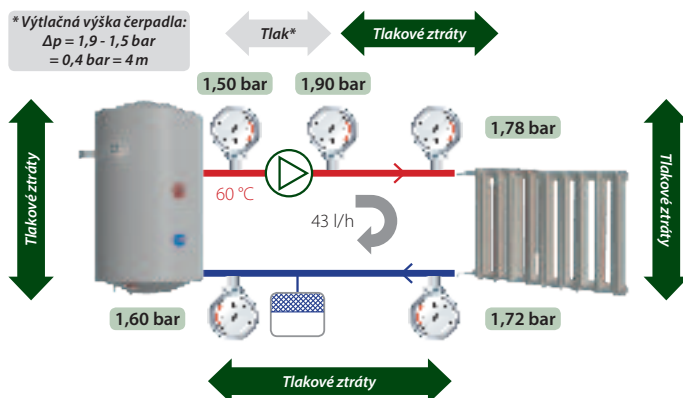 * Výtlačná výška čerpadla:
Δp = 1,9 - 1,5 bar
= 0,4 bar = 4 m
Tlak*
Tlakové ztráty
1,50 bar
1,90 bar
1,78 bar
Tlakové ztráty
60 °C
43 l/h
Tlakové ztráty
1,60 bar
1,72 bar
Tlakové ztráty